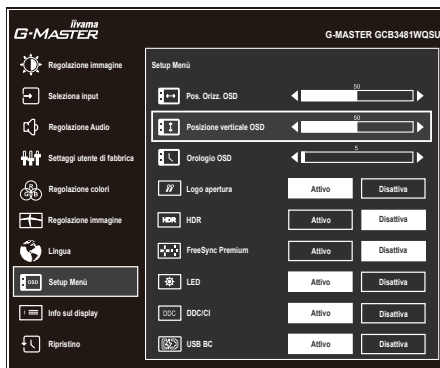 iiyama
G-MASTER
G-MASTER GCB3481WQSU
Regolazione immagine
Seleziona input
Regolazione Audio
Settaggi utente di fabbrica
Regolazione colori
Regolazione immagine
Lingua
OSD Setup Menù
Info sul display
Ripristino
Setup Menù
Pos. Orizz. OSD 50
Posizione verticale OSD 50
Orologio OSD 5
Logo apertura Attivo Disattiva
HDR HDR Attivo Disattiva
FreeSync Premium Attivo Disattiva
LED Attivo Disattiva
DDC DDC/CI Attivo Disattiva
USB BC Attivo Disattiva